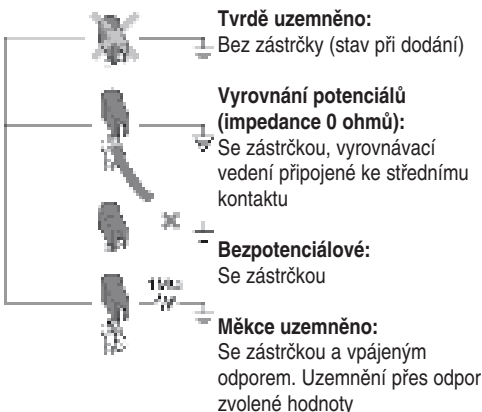 Tvrdě uzemněno:
Bez zástrčky (stav při dodání)
Vyrovnání potenciálů
(impedance 0 ohmů):
Se zástrčkou, vyrovnávací
vedení připojené ke střednímu
kontaktu
Bezpotenciálové:
Se zástrčkou
1MΩ
Měkce uzemněno:
Se zástrčkou a vpájeným
odporem. Uzemnění přes odpor
zvolené hodnoty